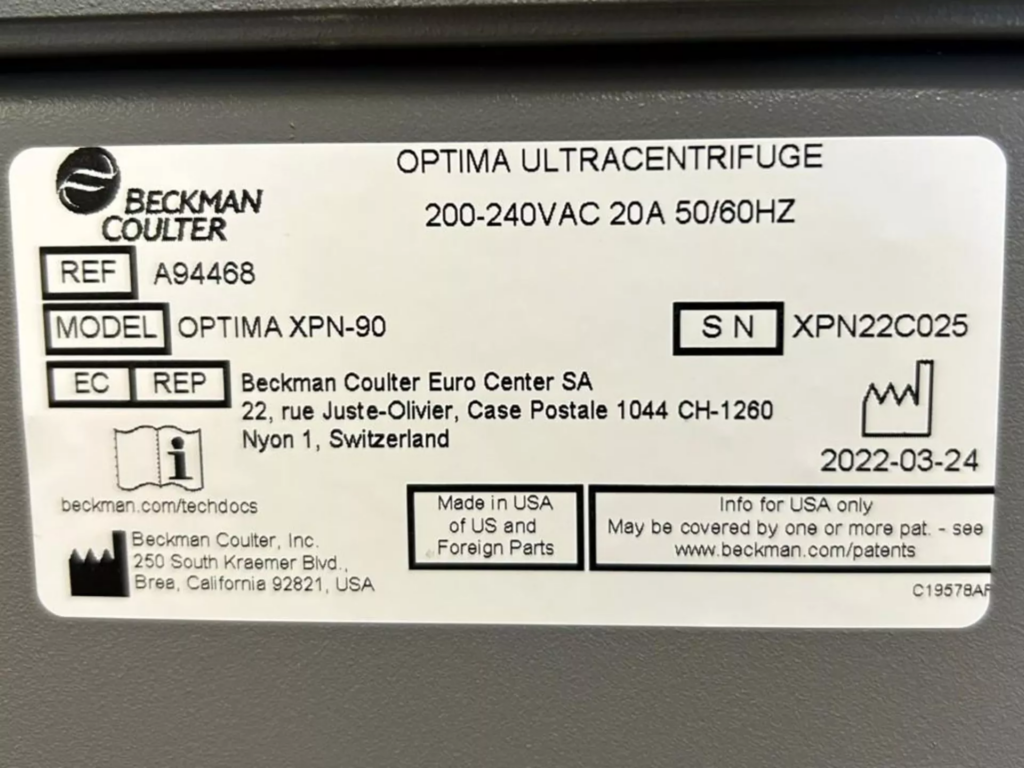 OPTIMA ULTRACENTRIFUGE
BECKMAN
COULTER
200-240VAC 20A 50/60HZ
REF A94468
MODEL OPTIMA XPN-90
S N XPN22C025
EC REP Beckman Coulter Euro Center SA
22, rue Juste-Olivier, Case Postale 1044 CH-1260
Nyon 1, Switzerland
2022-03-24
beckman.com/techdocs
Beckman Coulter, Inc.
250 South Kraemer Blvd.,
Brea, California 92821, USA
Made in USA
of US and
Foreign Parts
Info for USA only
May be covered by one or more pat. - see
www.beckman.com/patents